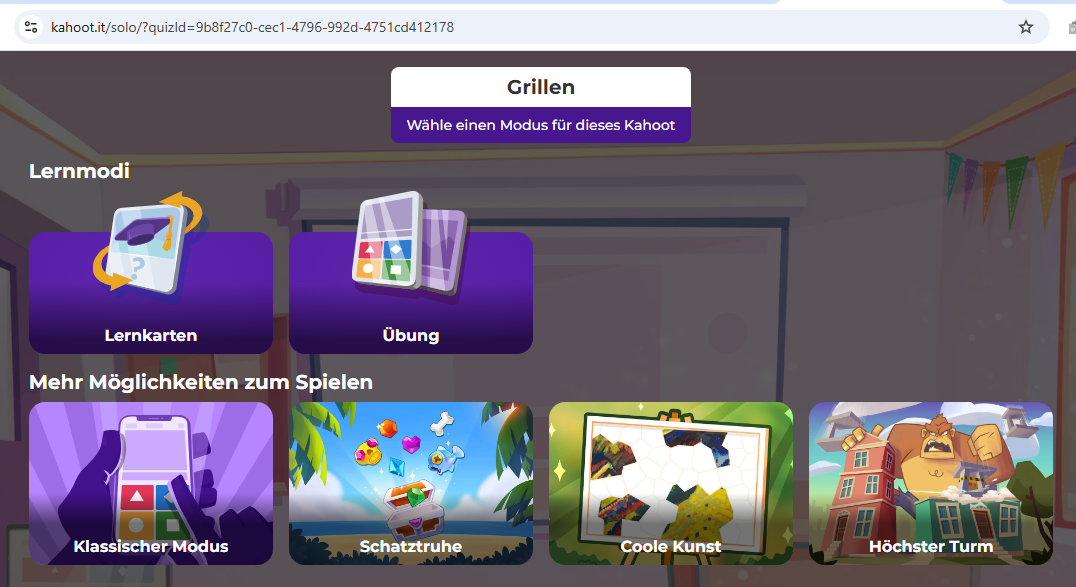 kahoot.it/solo/?quizId=9b8f27c0-cec1-4796-992d-4751cd412178
Grillen
Wähle einen Modus für dieses Kahoot
Lernmodi
?
Lernkarten
Übung
Mehr Möglichkeiten zum Spielen
Klassischer Modus
Schatztruhe
Coole Kunst
Höchster Turm